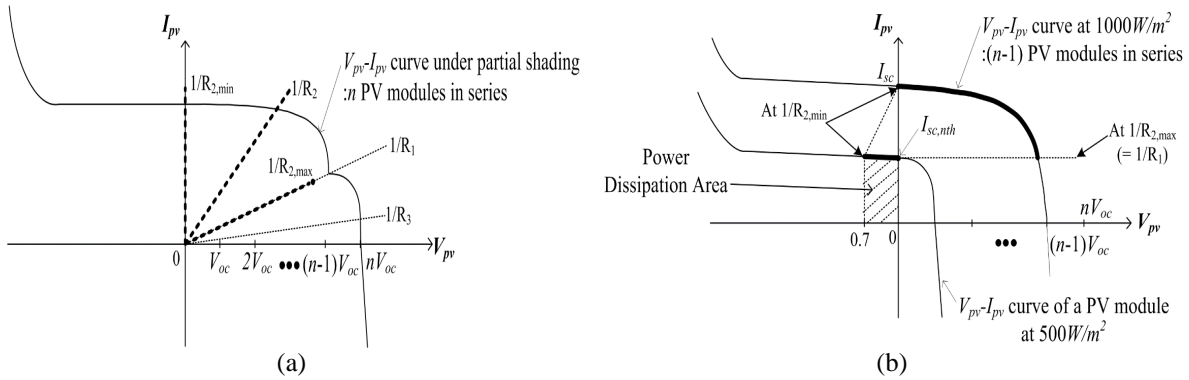 I_pv
1/R_2,min
1/R_2
V_pv-I_pv curve under partial shading
:n PV modules in series
1/R_2,max
1/R_1
1/R_3
V_pv
0
V_oc
2V_oc
•••
(n-1)V_oc
nV_oc
(a)
I_pv
V_pv-I_pv curve at 1000W/m²
:(n-1) PV modules in series
I_sc
At 1/R_2,min
I_sc,nth
At 1/R_2,max
(= 1/R_1)
Power
Dissipation Area
nV_oc
V_pv
0.7
0
•••
(n-1)V_oc
V_pv-I_pv curve of a PV module
at 500W/m²
(b)